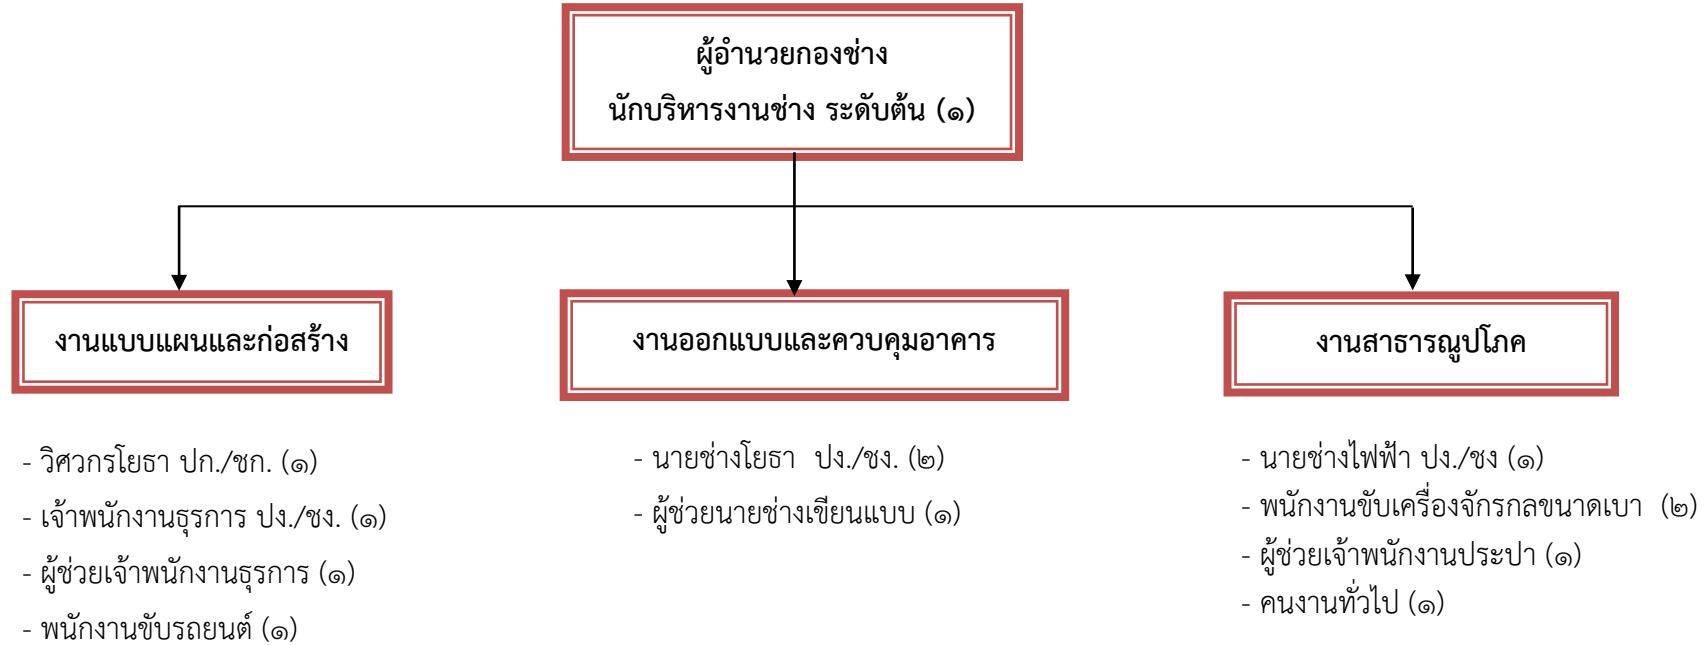 ผู้อำนวยกองช่าง
นักบริหารงานช่าง ระดับต้น (๑)
งานแบบแผนและก่อสร้าง
- วิศวกรโยธา ปก./ชก. (๑)
- เจ้าพนักงานธุรการ ปง./ชง. (๑)
- ผู้ช่วยเจ้าพนักงานธุรการ (๑)
- พนักงานขับรถยนต์ (๑)
งานออกแบบและควบคุมอาคาร
- นายช่างโยธา ปง./ชง. (๒)
- ผู้ช่วยนายช่างเขียนแบบ (๑)
งานสาธารณูปโภค
- นายช่างไฟฟ้า ปง./ชง (๑)
- พนักงานขับเครื่องจักรกลขนาดเบา (๒)
- ผู้ช่วยเจ้าพนักงานประปา (๑)
- คนงานทั่วไป (๑)